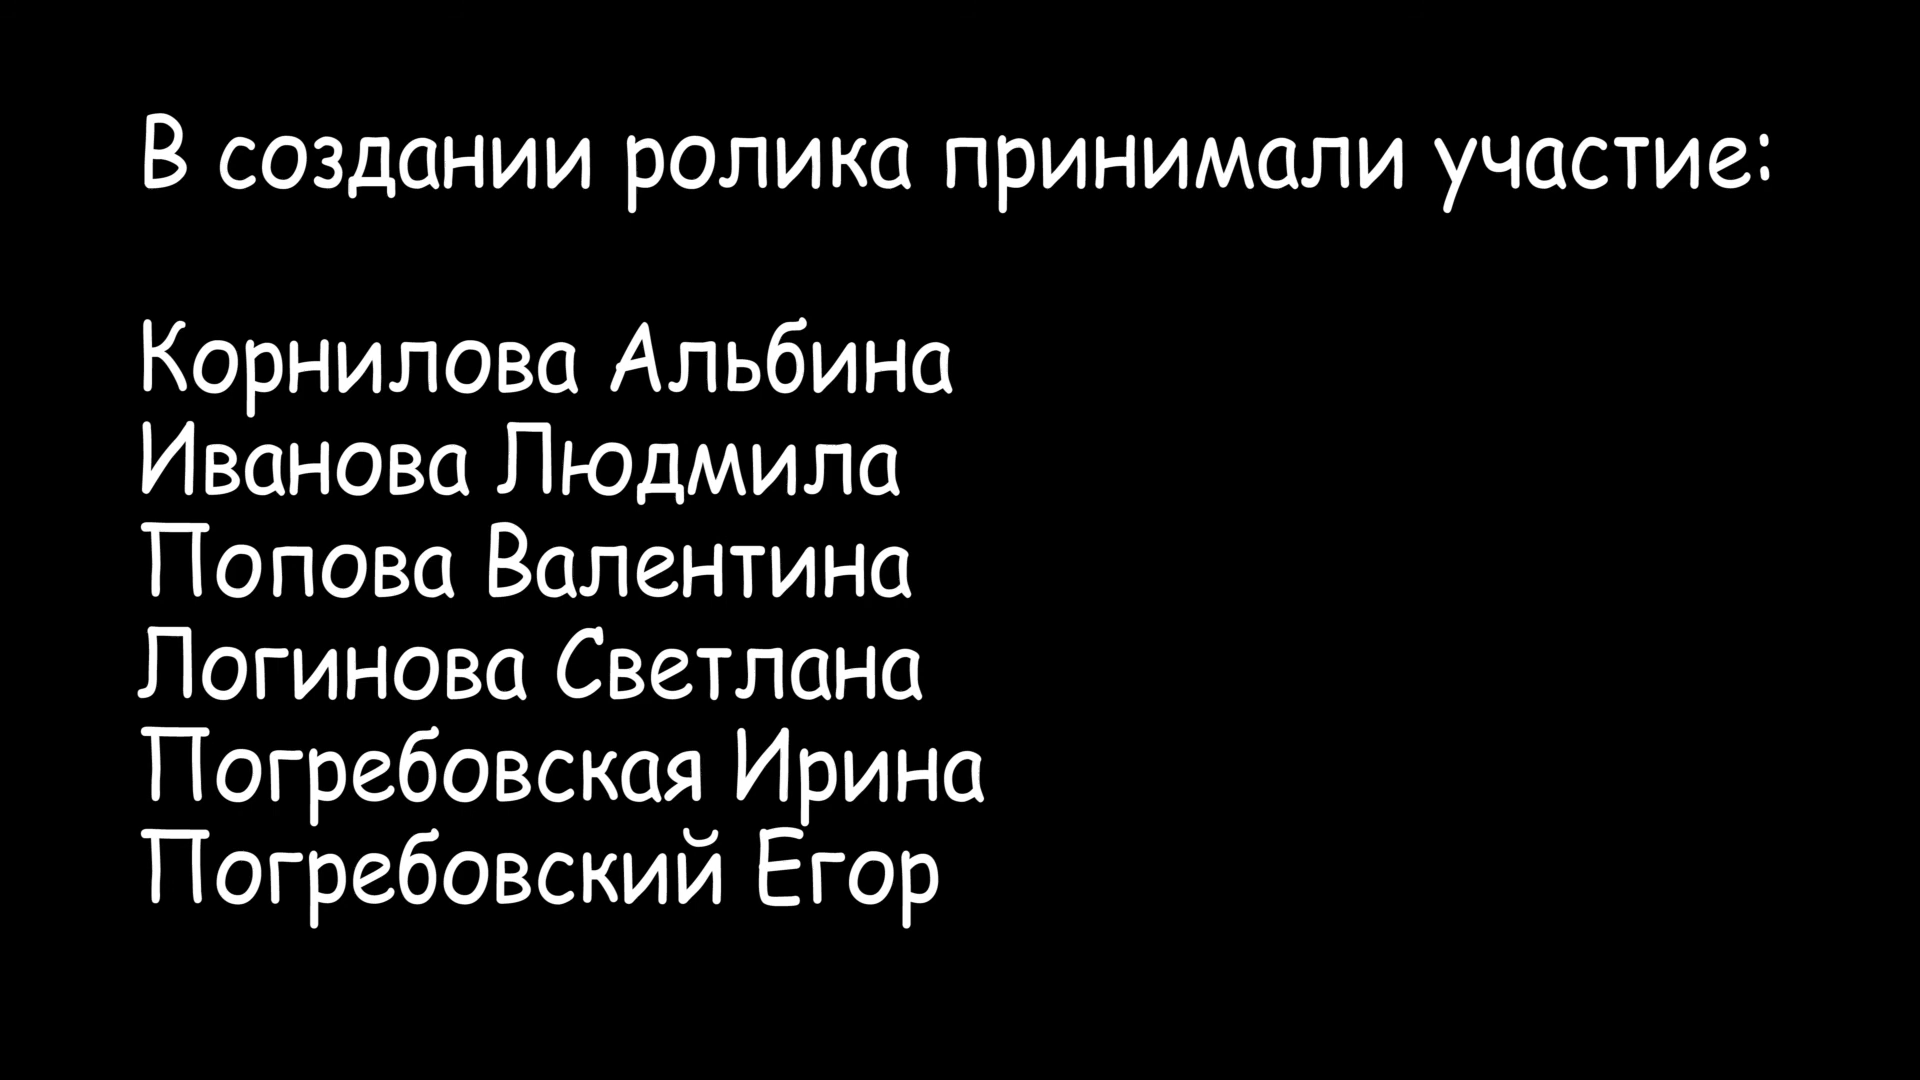 В создании ролика принимали участие:
Корнилова Альбина
Иванова Людмила
Попова Валентина
Логинова Светлана
Погребовская Ирина
Погребовский Егор